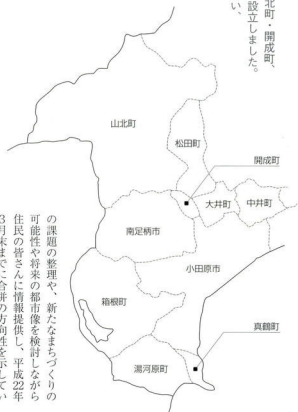 北町・開成町、
設立しました。
い、
山北町
松田町
開成町
大井町
中井町
南足柄市
小田原市
箱根町
真鶴町
湯河原町
の課題の整理や、新たなまちづくりの
可能性や将来の都市像を検討しながら
住民の皆さんに情報提供し、平成22年
3月末までに合併の方向性を示してい